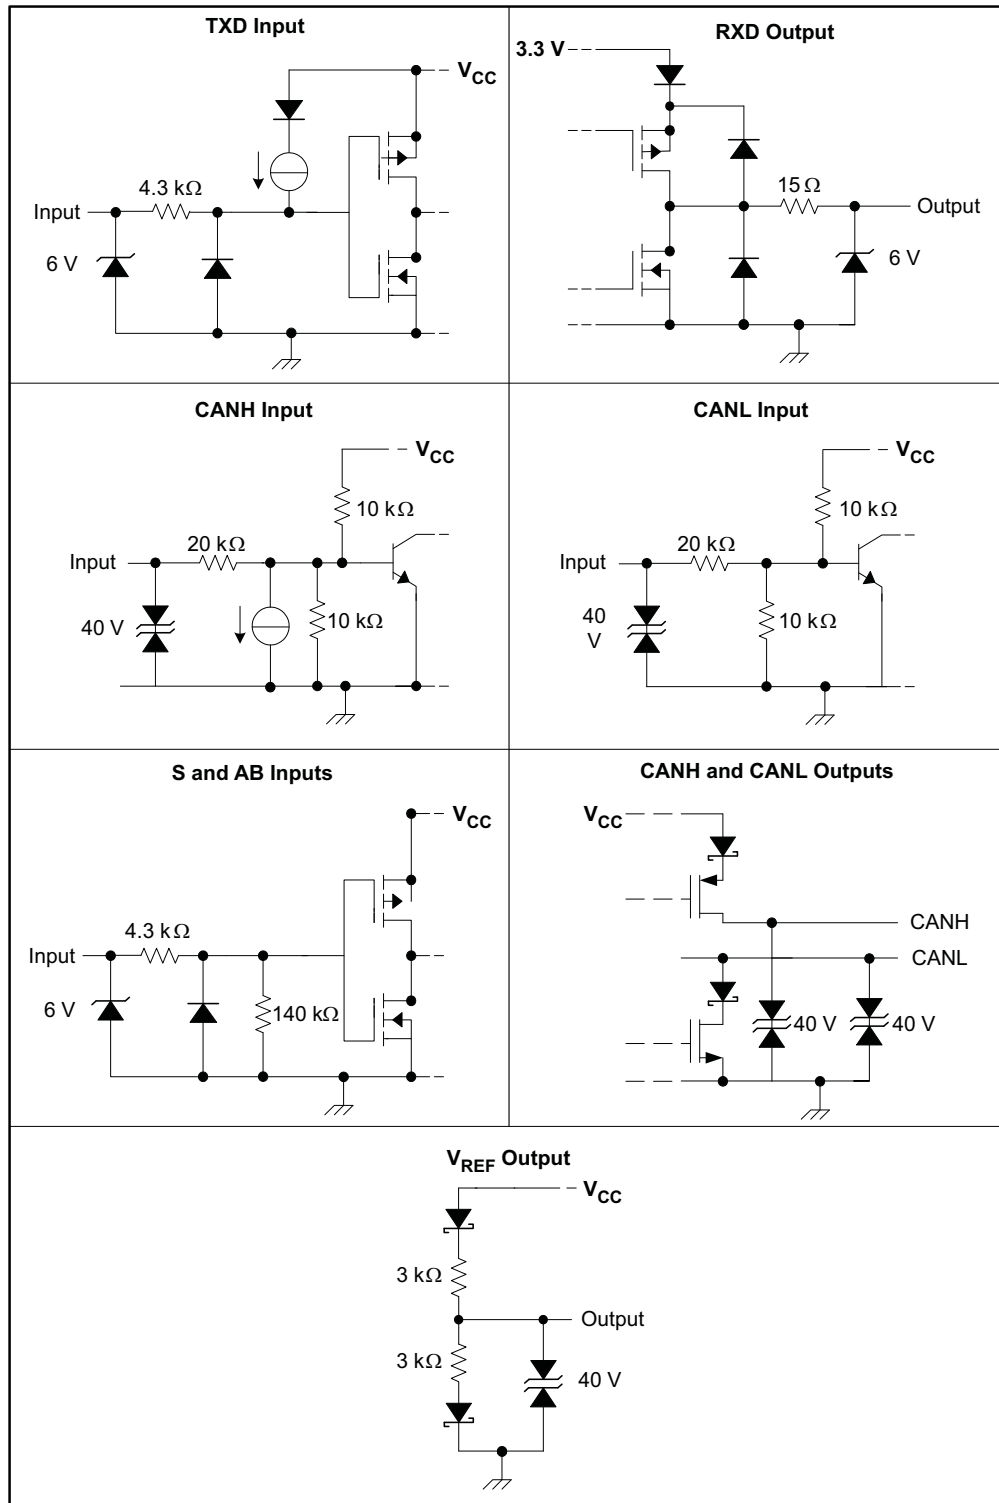 TXD Input
V_CC
4.3 kΩ
Input
6 V
RXD Output
3.3 V
15 Ω
Output
6 V
CANH Input
V_CC
10 kΩ
20 kΩ
Input
40 V
10 kΩ
CANL Input
V_CC
10 kΩ
20 kΩ
Input
40
V
10 kΩ
S and AB Inputs
V_CC
4.3 kΩ
Input
6 V
140 kΩ
CANH and CANL Outputs
V_CC
CANH
CANL
40 V
40 V
V_REF Output
V_CC
3 kΩ
Output
3 kΩ
40 V